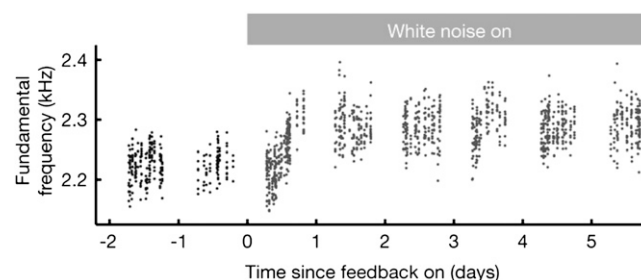 White noise on
Fundamental
frequency (kHz)
2.4
2.3
2.2
-2 -1 0 1 2 3 4 5
Time since feedback on (days)